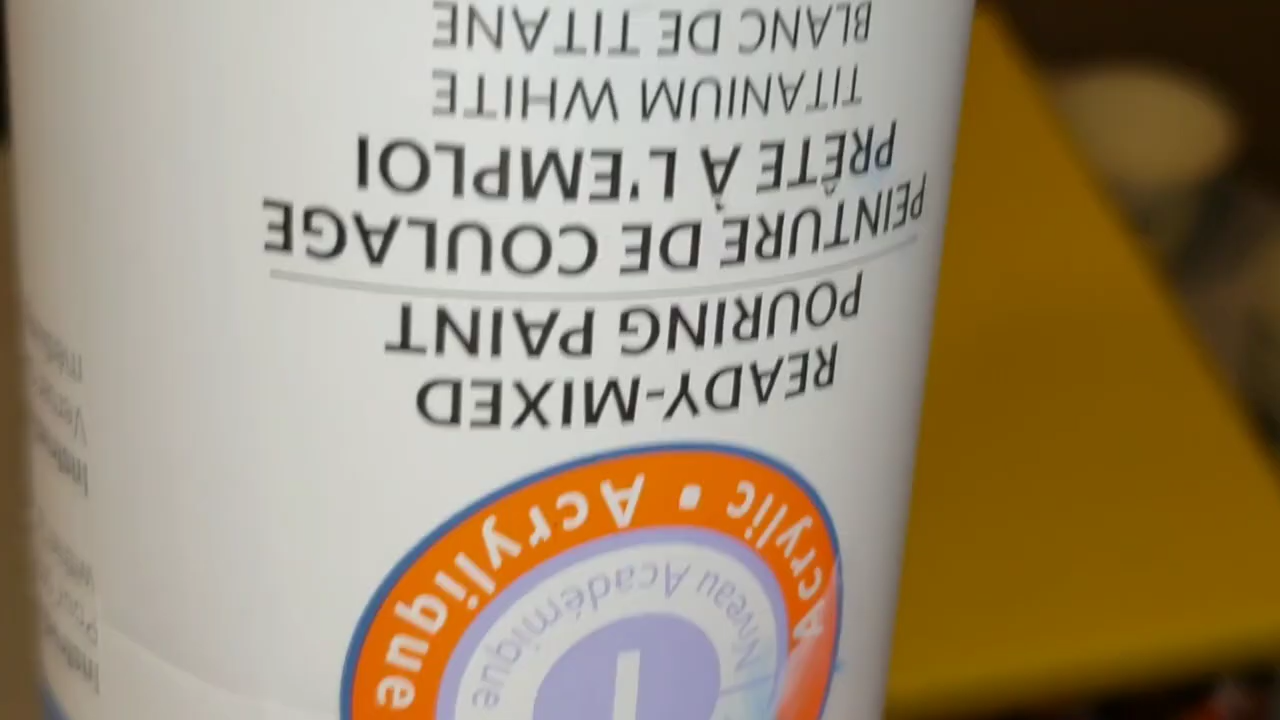 Acrylic • Acrylique
Niveau Académique
READY-MIXED
POURING PAINT
PEINTURE DE COULAGE
PRÊTE À L'EMPLOI
TITANIUM WHITE
BLANC DE TITANE